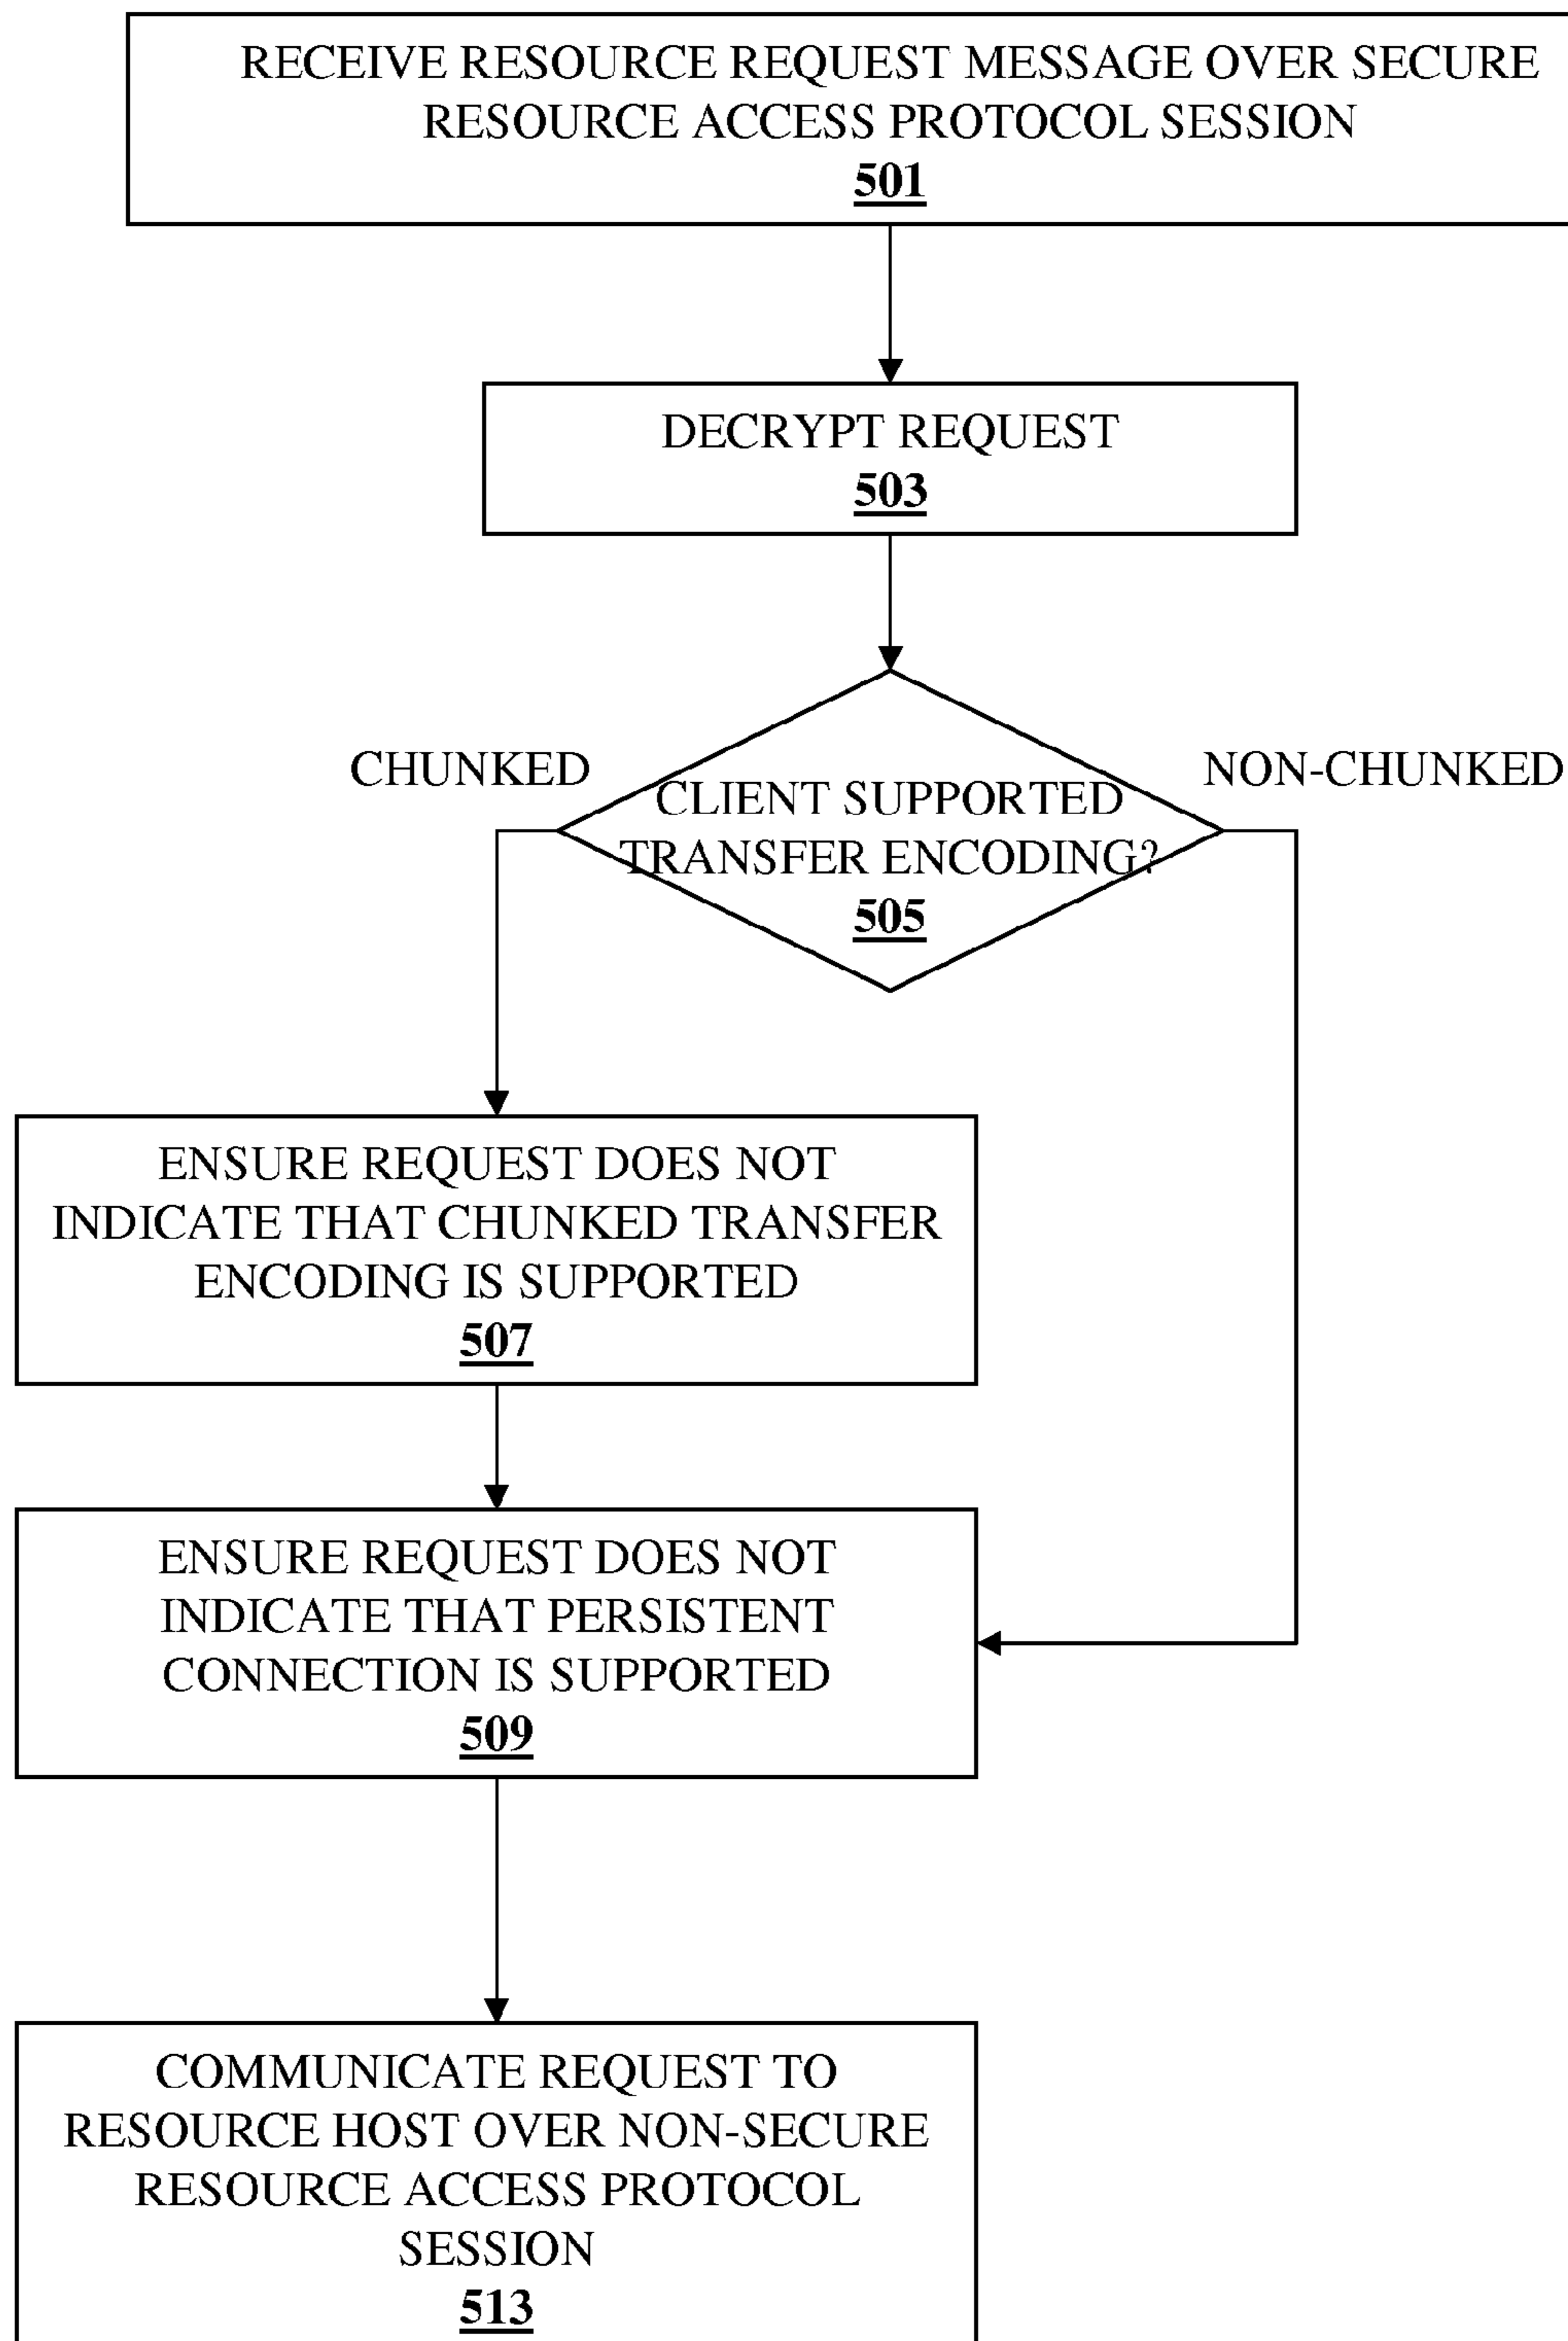 RECEIVE RESOURCE REQUEST MESSAGE OVER SECURE
RESOURCE ACCESS PROTOCOL SESSION
501
DECRYPT REQUEST
503
CHUNKED
NON-CHUNKED
CLIENT SUPPORTED
TRANSFER ENCODING?
505
ENSURE REQUEST DOES NOT
INDICATE THAT CHUNKED TRANSFER
ENCODING IS SUPPORTED
507
ENSURE REQUEST DOES NOT
INDICATE THAT PERSISTENT
CONNECTION IS SUPPORTED
509
COMMUNICATE REQUEST TO
RESOURCE HOST OVER NON-SECURE
RESOURCE ACCESS PROTOCOL
SESSION
513